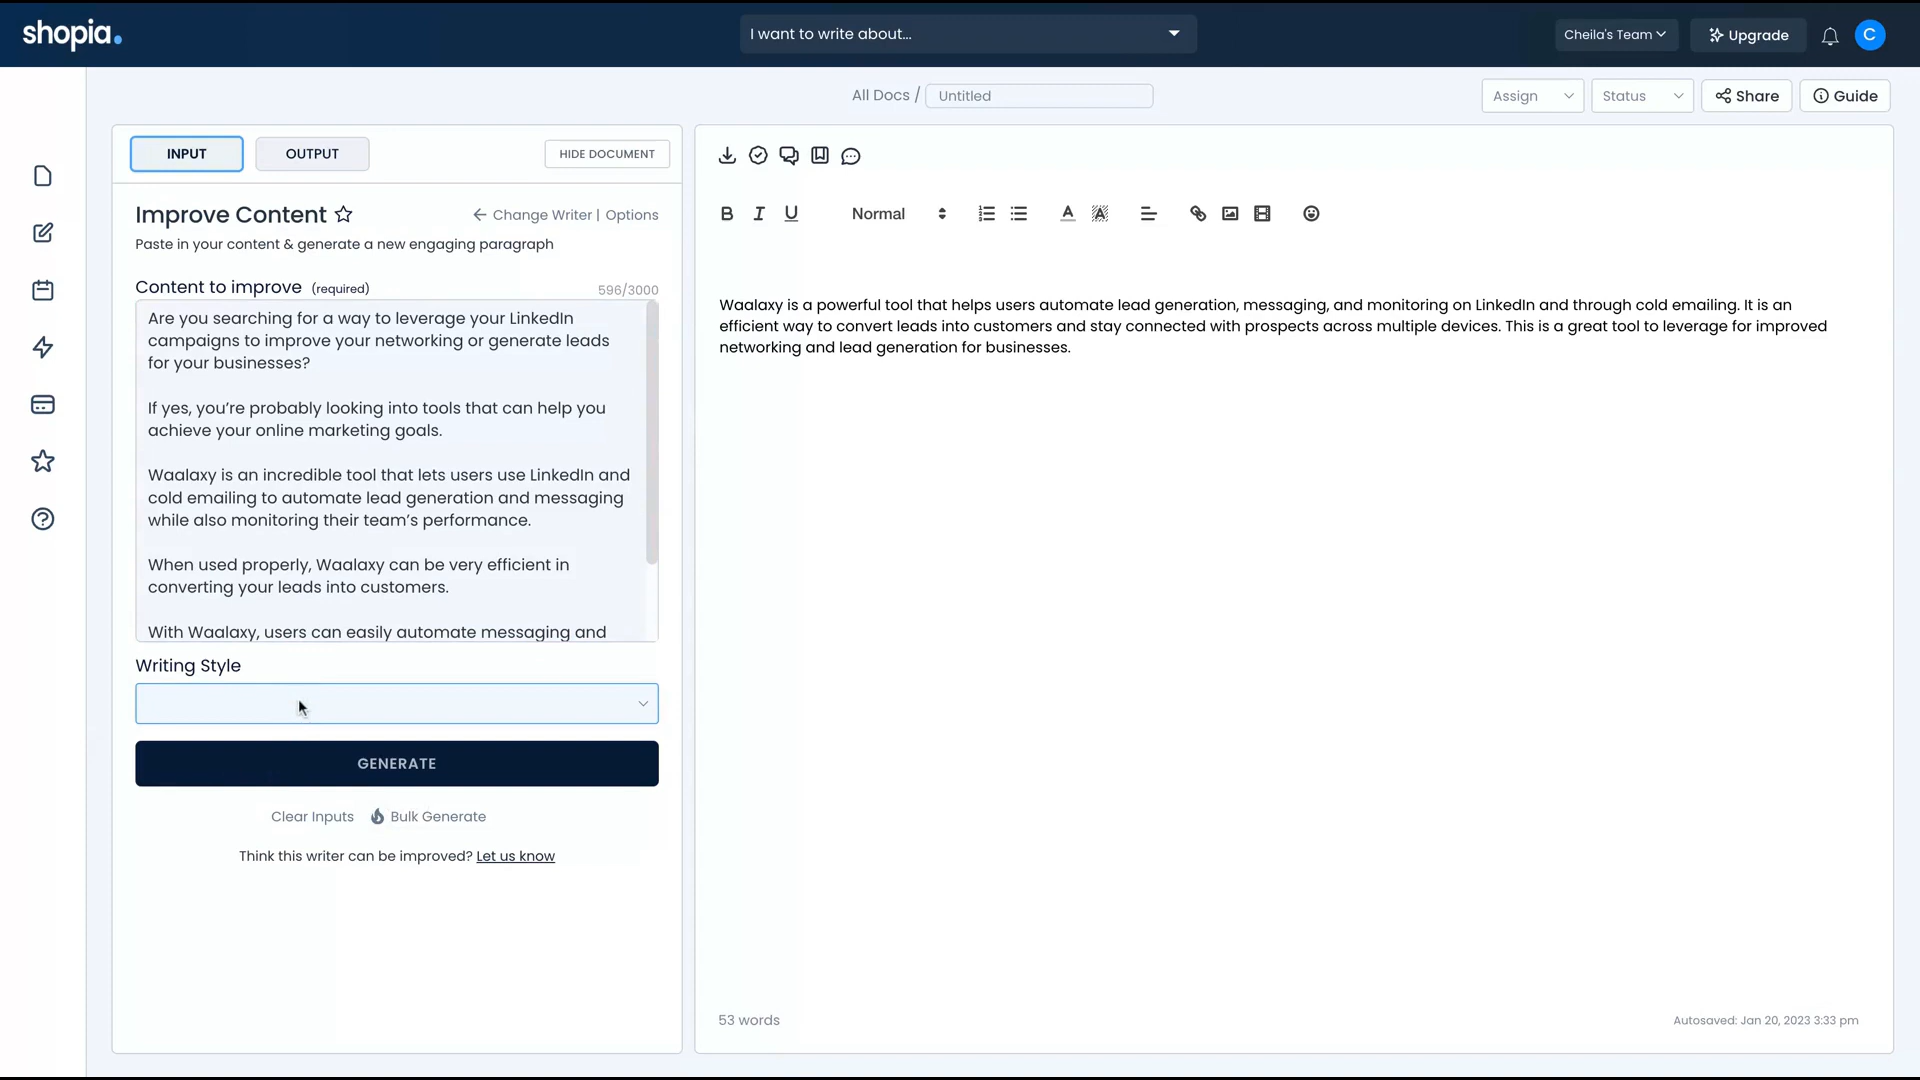 shopia.
I want to write about...
Cheila's Team
Upgrade
C
All Docs /
Untitled
Assign
Status
Share
Guide
INPUT
OUTPUT
HIDE DOCUMENT
Improve Content
Change Writer | Options
Paste in your content & generate a new engaging paragraph
Content to improve (required)
596/3000
Are you searching for a way to leverage your LinkedIn
campaigns to improve your networking or generate leads
for your businesses?
If yes, you’re probably looking into tools that can help you
achieve your online marketing goals.
Waalaxy is an incredible tool that lets users use LinkedIn and
cold emailing to automate lead generation and messaging
while also monitoring their team’s performance.
When used properly, Waalaxy can be very efficient in
converting your leads into customers.
With Waalaxy, users can easily automate messaging and
Writing Style
GENERATE
Clear Inputs
Bulk Generate
Think this writer can be improved? Let us know
B I U
Normal
A A
Waalaxy is a powerful tool that helps users automate lead generation, messaging, and monitoring on LinkedIn and through cold emailing. It is an
efficient way to convert leads into customers and stay connected with prospects across multiple devices. This is a great tool to leverage for improved
networking and lead generation for businesses.
53 words
Autosaved: Jan 20, 2023 3:33 pm